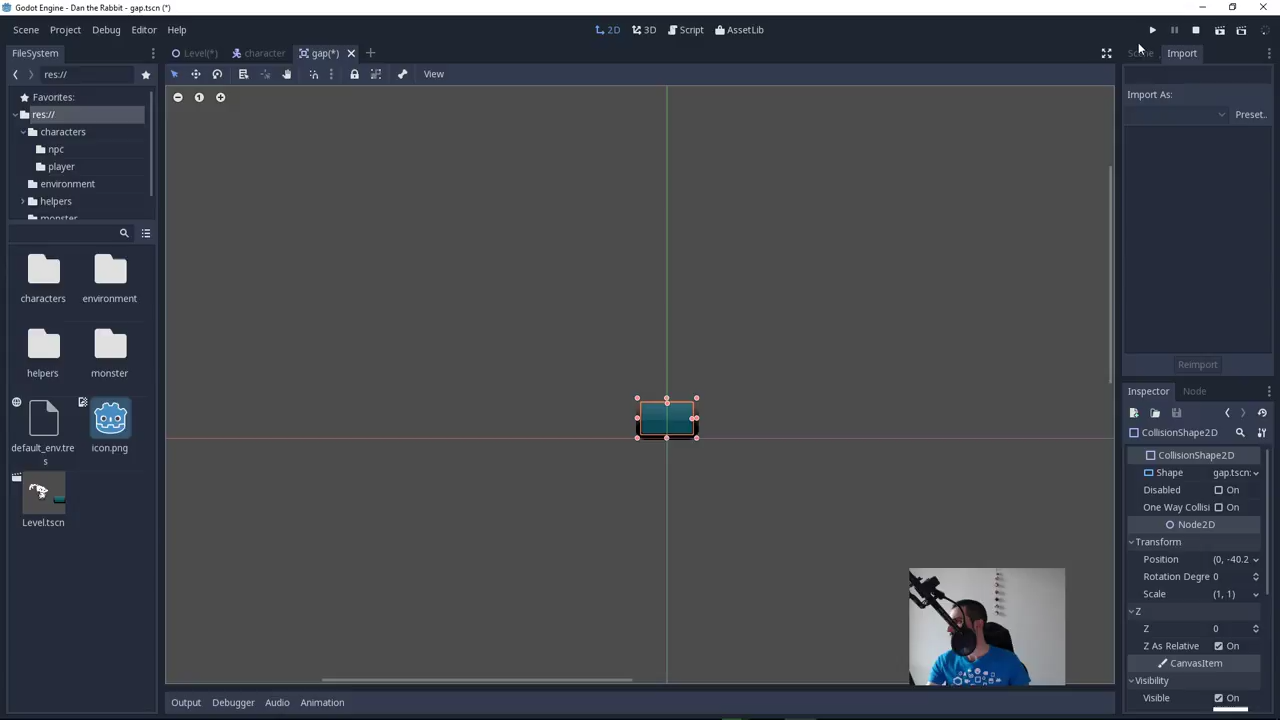 Godot Engine - Dan the Rabbit - gap.tscn (*)
Scene Project Debug Editor Help
2D 3D Script AssetLib
FileSystem
Level(*) character gap(*)
Scene Import
res://
View
Favorites:
res://
characters
npc
player
environment
helpers
monster
1
Import As:
Preset..
characters environment
helpers monster
default_env.tre
s
icon.png
Level.tscn
Reimport
Inspector Node
CollisionShape2D
CollisionShape2D
Shape gap.tscn:
Disabled On
One Way Collisi On
Node2D
Transform
Position (0, -40.2
Rotation Degre 0
Scale (1, 1)
Z
Z 0
Z As Relative On
CanvasItem
Visibility
Visible On
Output Debugger Audio Animation